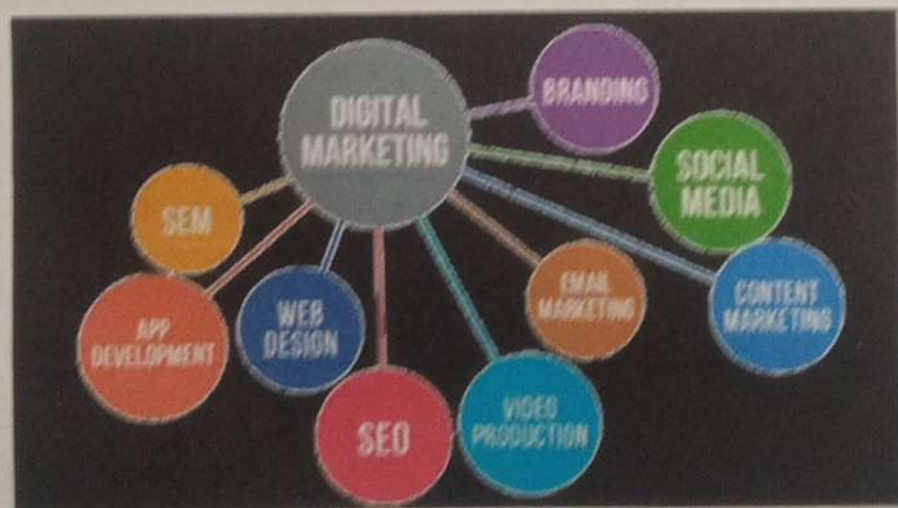 DIGITAL
MARKETING
BRANDING
SOCIAL
MEDIA
SEM
APP
DEVELOPMENT
WEB
DESIGN
SEO
VIDEO
PRODUCTION
EMAIL
MARKETING
CONTENT
MARKETING